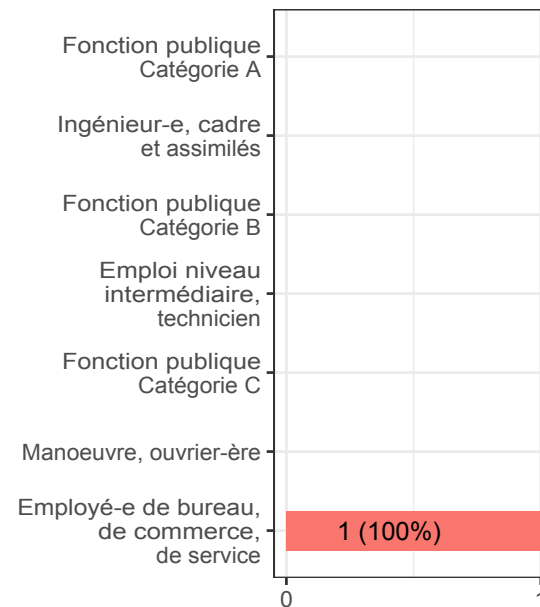 Fonction publique
Catégorie A
Ingénieur-e, cadre
et assimilés
Fonction publique
Catégorie B
Emploi niveau
intermédiaire,
technicien
Fonction publique
Catégorie C
Manoeuvre, ouvrier-ère
Employé-e de bureau,
de commerce,
de service
1 (100%)
0
1